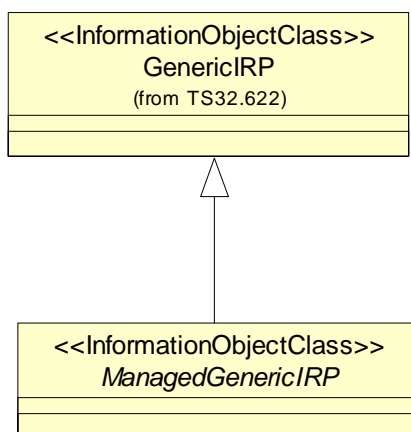 <<InformationObjectClass>>
GenericIRP
(from TS32.622)
<<InformationObjectClass>>
ManagedGenericIRP